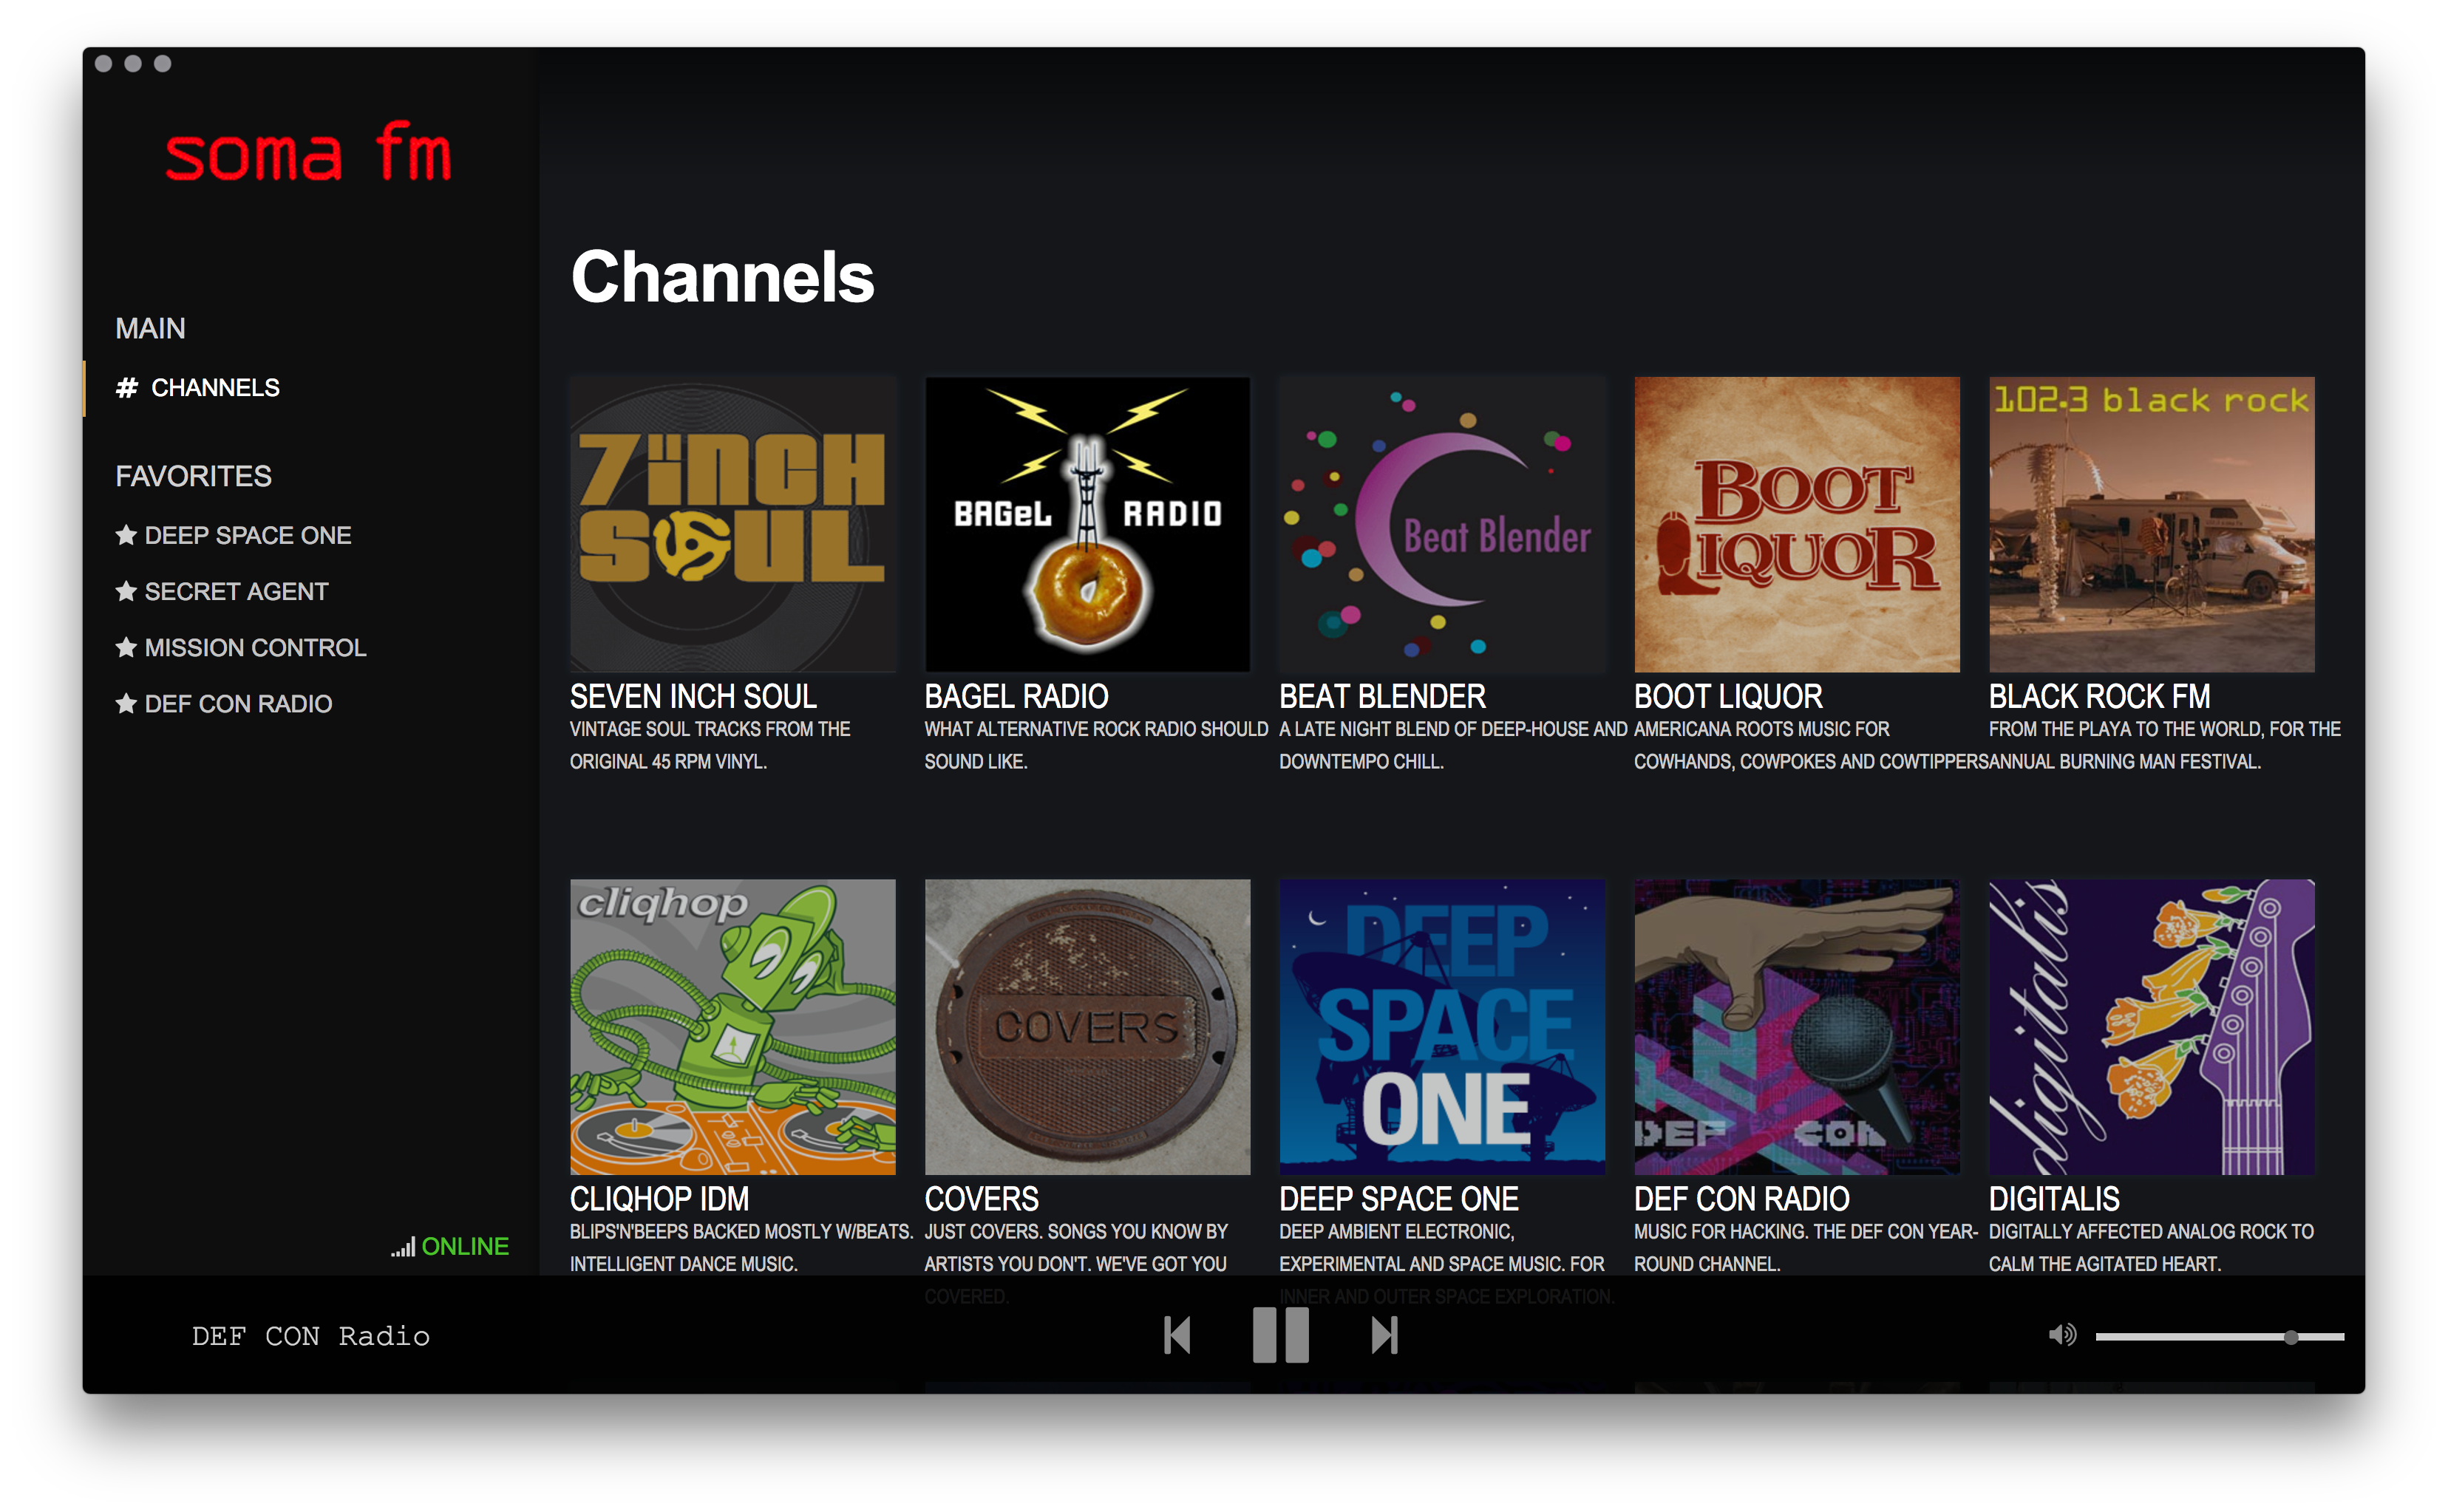 soma fm
MAIN
# CHANNELS
FAVORITES
DEEP SPACE ONE
SECRET AGENT
MISSION CONTROL
DEF CON RADIO
ONLINE
Channels
7 INCH
SOUL
SEVEN INCH SOUL
VINTAGE SOUL TRACKS FROM THE
ORIGINAL 45 RPM VINYL.
BAGeL RADIO
BAGEL RADIO
WHAT ALTERNATIVE ROCK RADIO SHOULD
SOUND LIKE.
Beat Blender
BEAT BLENDER
A LATE NIGHT BLEND OF DEEP-HOUSE AND
DOWNTEMPO CHILL.
BOOT
LIQUOR
BOOT LIQUOR
AMERICANA ROOTS MUSIC FOR
COWHANDS, COWPOKES AND COWTIPPERS
102.3 black rock
BLACK ROCK FM
FROM THE PLAYA TO THE WORLD, FOR THE
ANNUAL BURNING MAN FESTIVAL.
cliqhop
CLIQHOP IDM
BLIPS'N'BEEPS BACKED MOSTLY W/BEATS.
INTELLIGENT DANCE MUSIC.
COVERS
COVERS
JUST COVERS. SONGS YOU KNOW BY
ARTISTS YOU DON'T. WE'VE GOT YOU
COVERED.
DEEP
SPACE
ONE
DEEP SPACE ONE
DEEP AMBIENT ELECTRONIC,
EXPERIMENTAL AND SPACE MUSIC. FOR
INNER AND OUTER SPACE EXPLORATION.
DEF CON
DEF CON RADIO
MUSIC FOR HACKING. THE DEF CON YEAR-
ROUND CHANNEL.
digitalis
DIGITALIS
DIGITALLY AFFECTED ANALOG ROCK TO
CALM THE AGITATED HEART.
DEF CON Radio